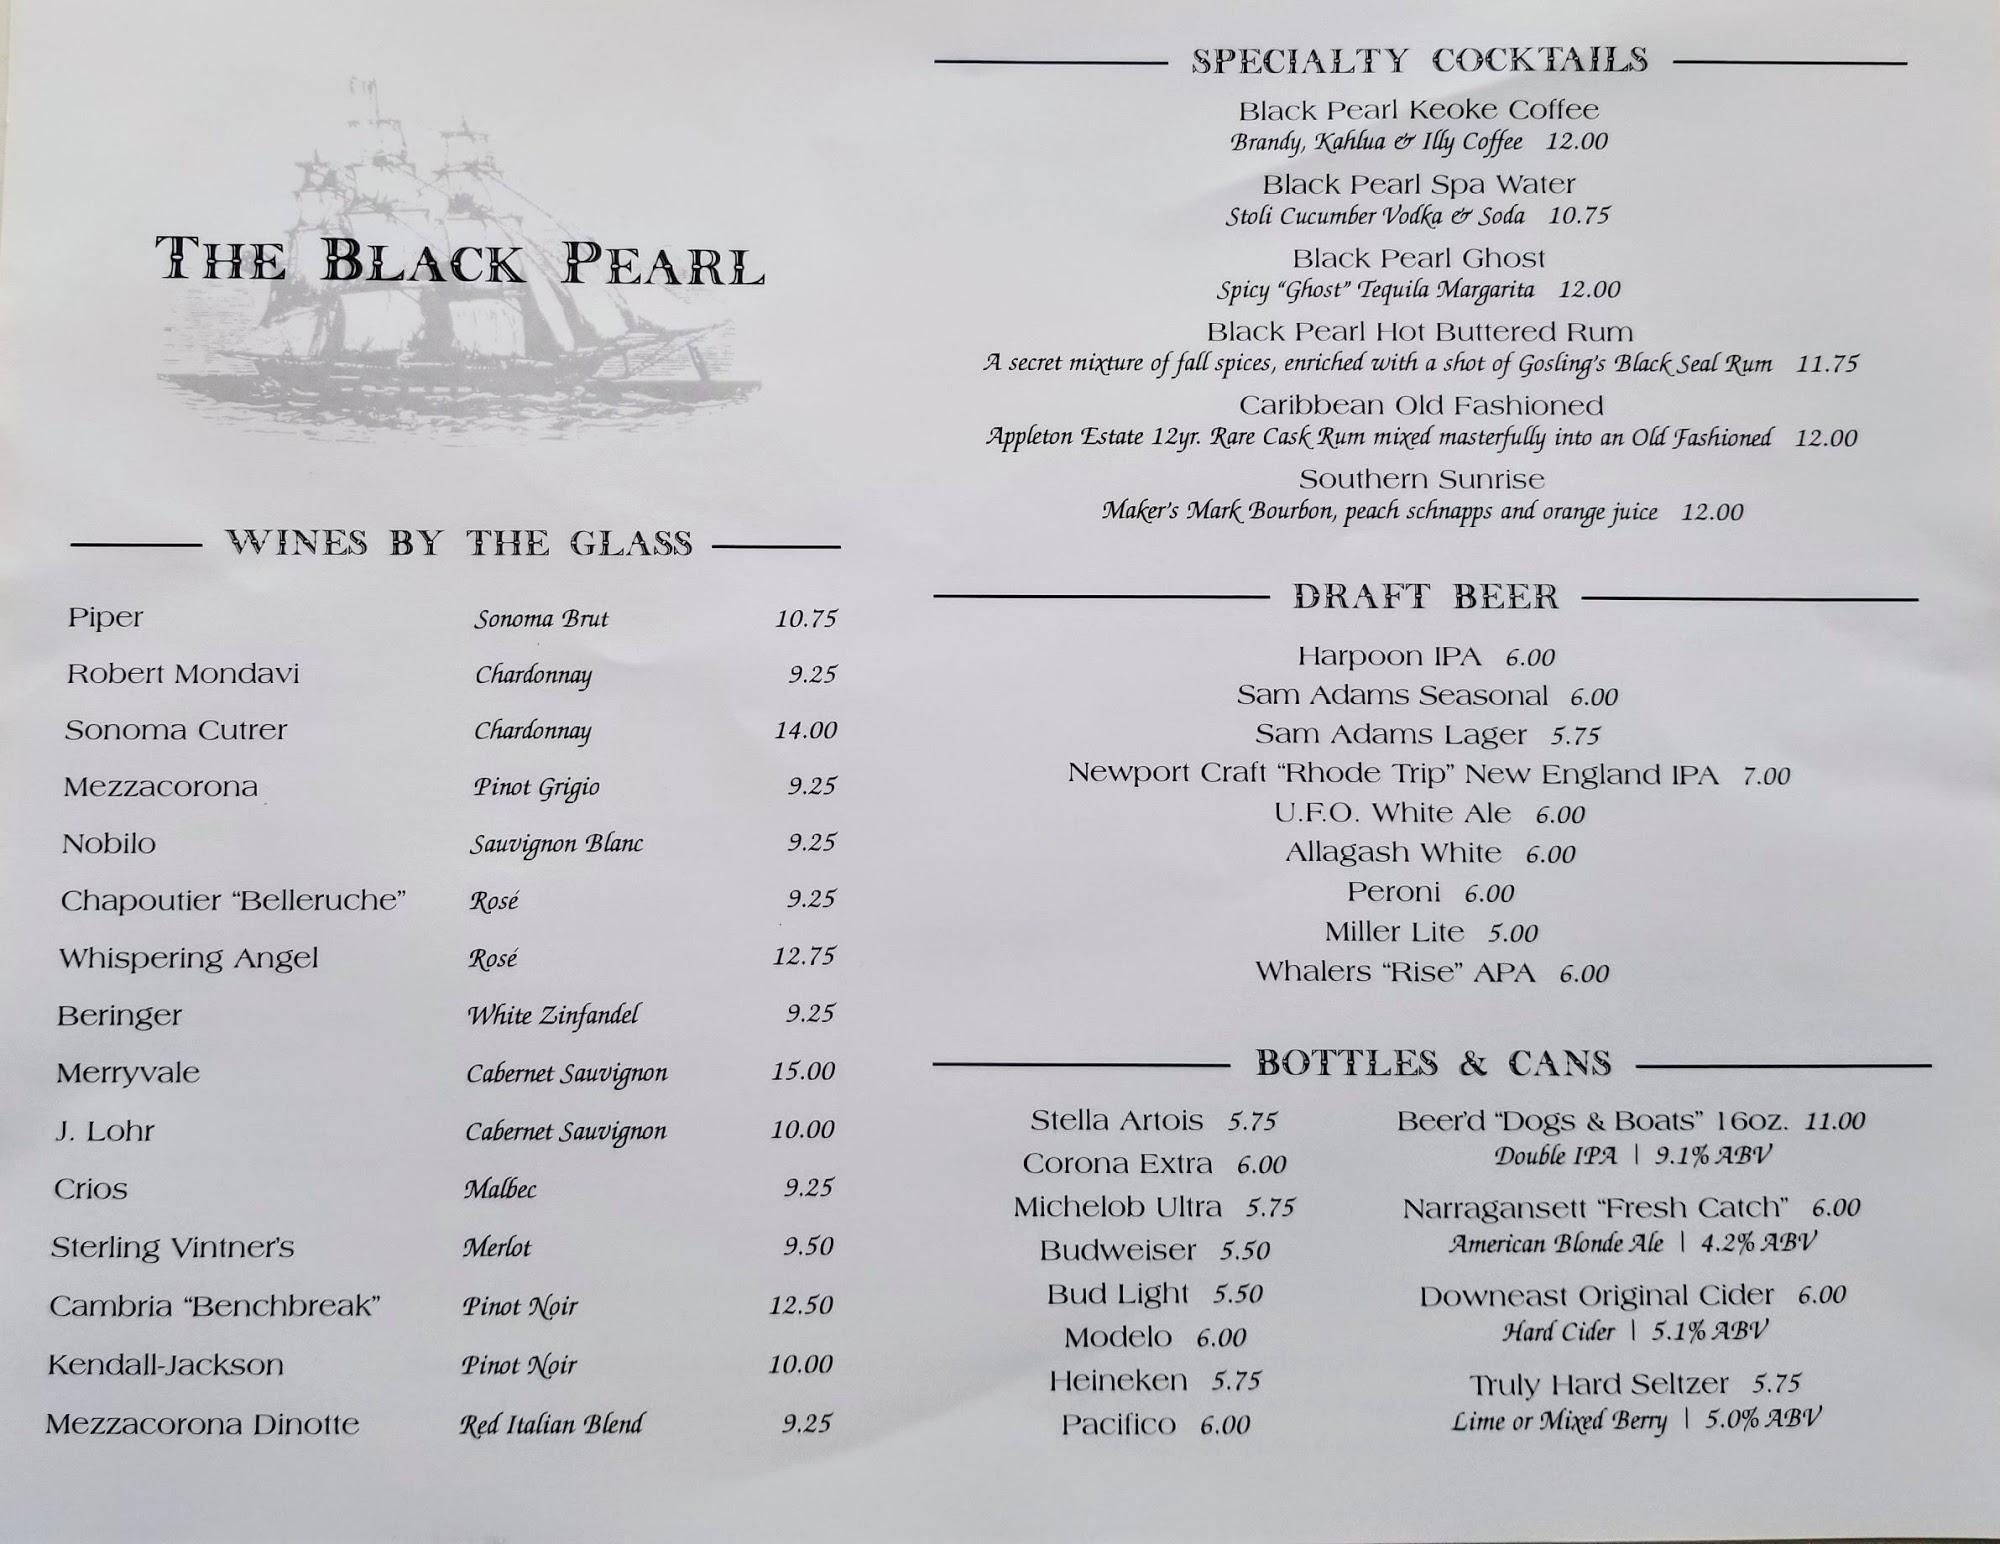 THE BLACK PEARL
WINES BY THE GLASS
Piper Sonoma Brut 10.75
Robert Mondavi Chardonnay 9.25
Sonoma Cutrer Chardonnay 14.00
Mezzacorona Pinot Grigio 9.25
Nobilo Sauvignon Blanc 9.25
Chapoutier “Belleruche” Rosé 9.25
Whispering Angel Rosé 12.75
Beringer White Zinfandel 9.25
Merryvale Cabernet Sauvignon 15.00
J. Lohr Cabernet Sauvignon 10.00
Crios Malbec 9.25
Sterling Vintner's Merlot 9.50
Cambria “Benchbreak” Pinot Noir 12.50
Kendall-Jackson Pinot Noir 10.00
Mezzacorona Dinotte Red Italian Blend 9.25
SPECIALTY COCKTAILS
Black Pearl Keoke Coffee
Brandy, Kahlua & Illy Coffee 12.00
Black Pearl Spa Water
Stoli Cucumber Vodka & Soda 10.75
Black Pearl Ghost
Spicy “Ghost” Tequila Margarita 12.00
Black Pearl Hot Buttered Rum
A secret mixture of fall spices, enriched with a shot of Gosling's Black Seal Rum 11.75
Caribbean Old Fashioned
Appleton Estate 12yr. Rare Cask Rum mixed masterfully into an Old Fashioned 12.00
Southern Sunrise
Maker's Mark Bourbon, peach schnapps and orange juice 12.00
DRAFT BEER
Harpoon IPA 6.00
Sam Adams Seasonal 6.00
Sam Adams Lager 5.75
Newport Craft “Rhode Trip” New England IPA 7.00
U.F.O. White Ale 6.00
Allagash White 6.00
Peroni 6.00
Miller Lite 5.00
Whalers “Rise” APA 6.00
BOTTLES & CANS
Stella Artois 5.75
Corona Extra 6.00
Michelob Ultra 5.75
Budweiser 5.50
Bud Light 5.50
Modelo 6.00
Heineken 5.75
Pacifico 6.00
Beer'd “Dogs & Boats” 16oz. 11.00
Double IPA | 9.1% ABV
Narragansett “Fresh Catch” 6.00
American Blonde Ale | 4.2% ABV
Downeast Original Cider 6.00
Hard Cider | 5.1% ABV
Truly Hard Seltzer 5.75
Lime or Mixed Berry | 5.0% ABV